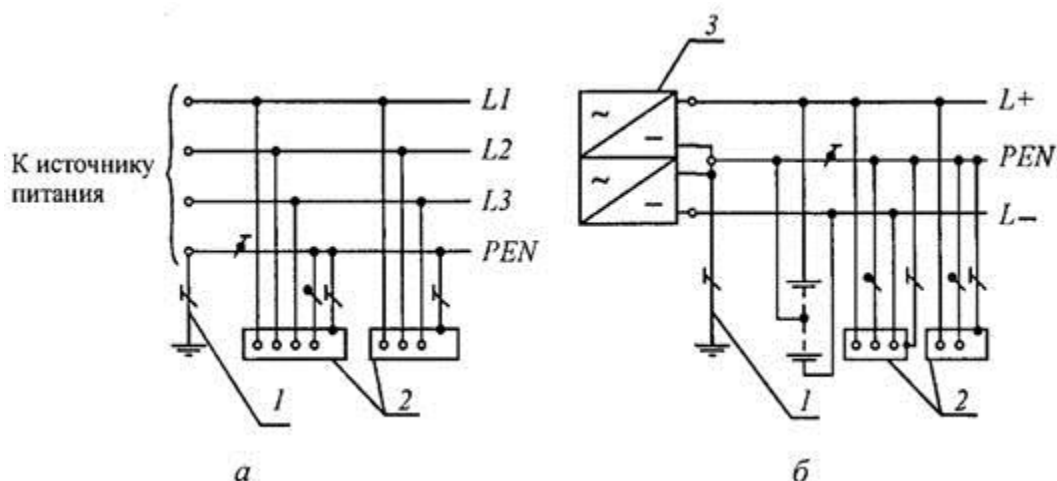 3
L1
L2
L3
PEN
К источнику
питания
L+
PEN
L–
~
–
~
–
1
2
1
2
а
б